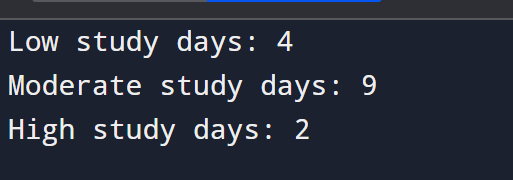 Low study days: 4
Moderate study days: 9
High study days: 2